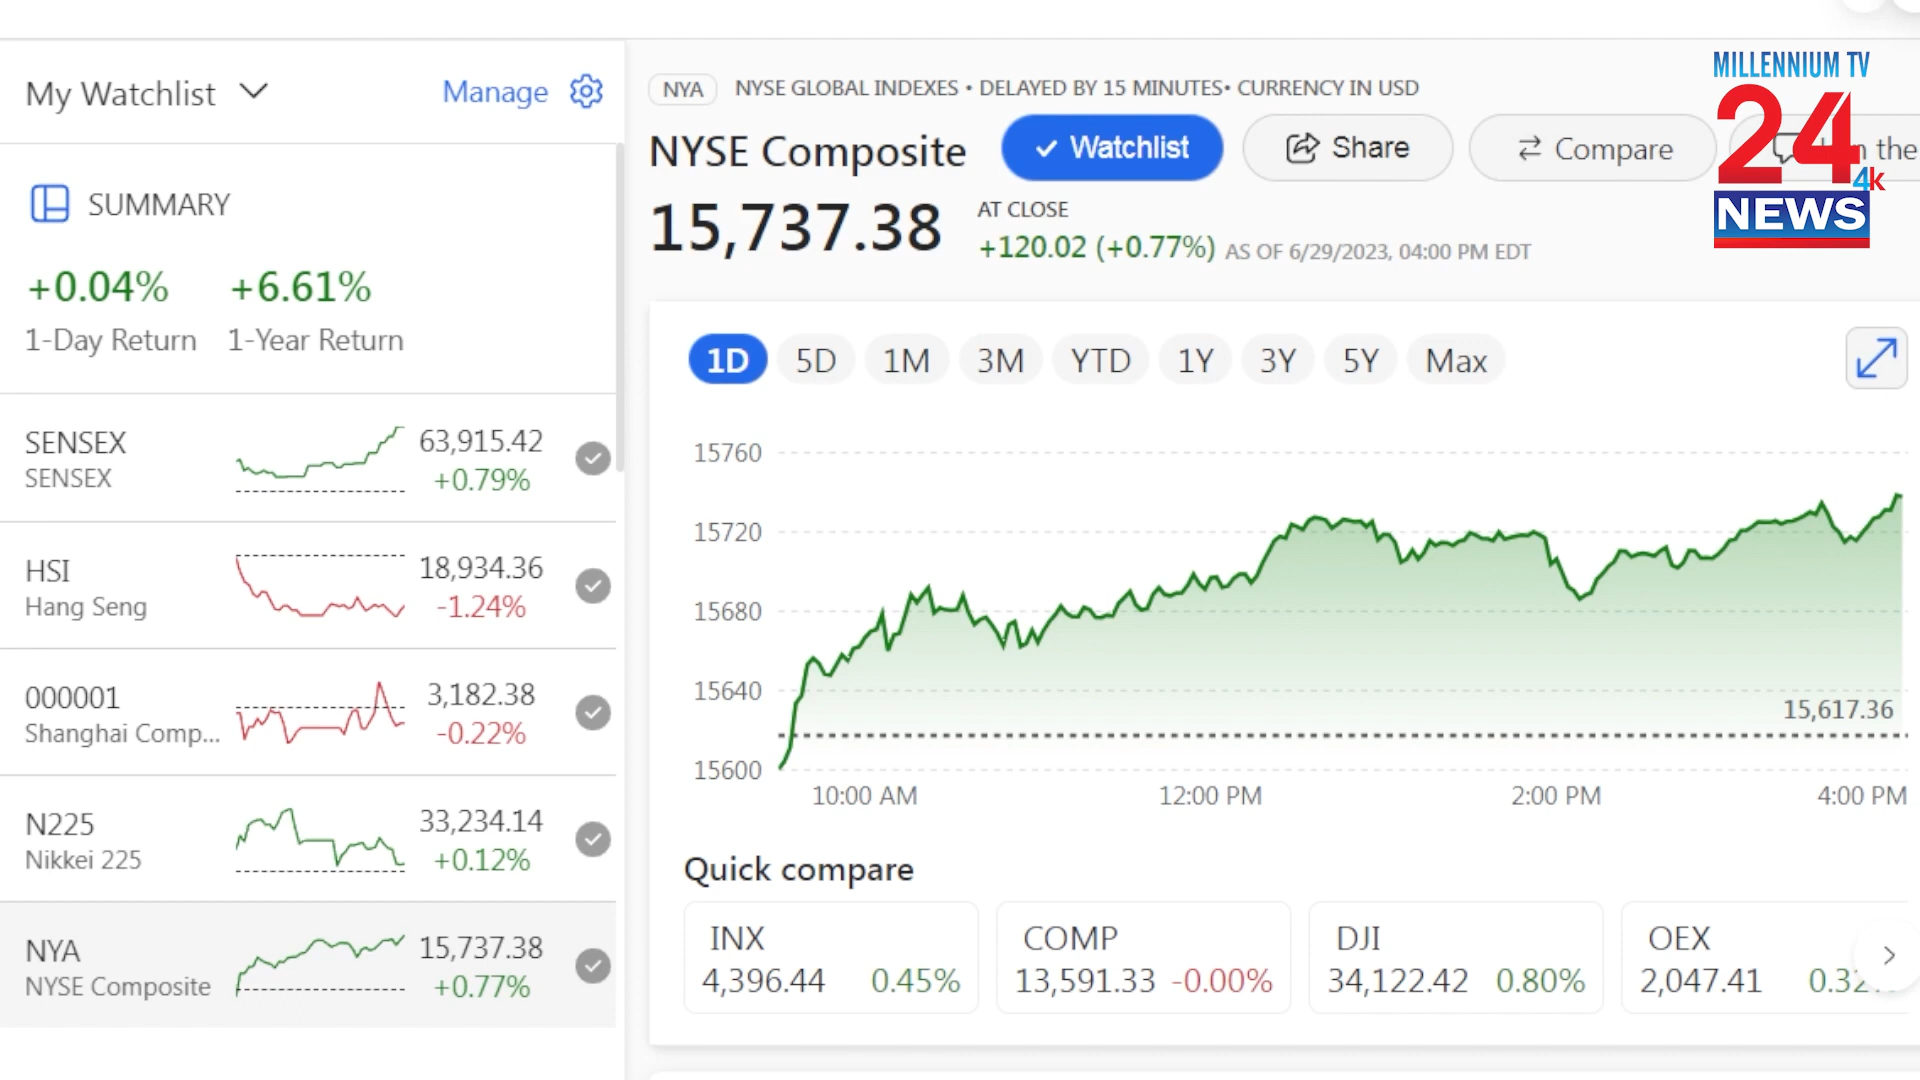 My Watchlist
Manage
SUMMARY
+0.04%
+6.61%
1-Day Return
1-Year Return
SENSEX
SENSEX
63,915.42
+0.79%
HSI
Hang Seng
18,934.36
-1.24%
000001
Shanghai Comp...
3,182.38
-0.22%
N225
Nikkei 225
33,234.14
+0.12%
NYA
NYSE Composite
15,737.38
+0.77%
NYA
NYSE GLOBAL INDEXES • DELAYED BY 15 MINUTES• CURRENCY IN USD
NYSE Composite
Watchlist
Share
Compare
the
MILLENNIUM TV
24
4k
NEWS
15,737.38
AT CLOSE
+120.02 (+0.77%) AS OF 6/29/2023, 04:00 PM EDT
1D 5D 1M 3M YTD 1Y 3Y 5Y Max
15760
15720
15680
15640
15600
15,617.36
10:00 AM 12:00 PM 2:00 PM 4:00 PM
Quick compare
INX
4,396.44 0.45%
COMP
13,591.33 -0.00%
DJI
34,122.42 0.80%
OEX
2,047.41